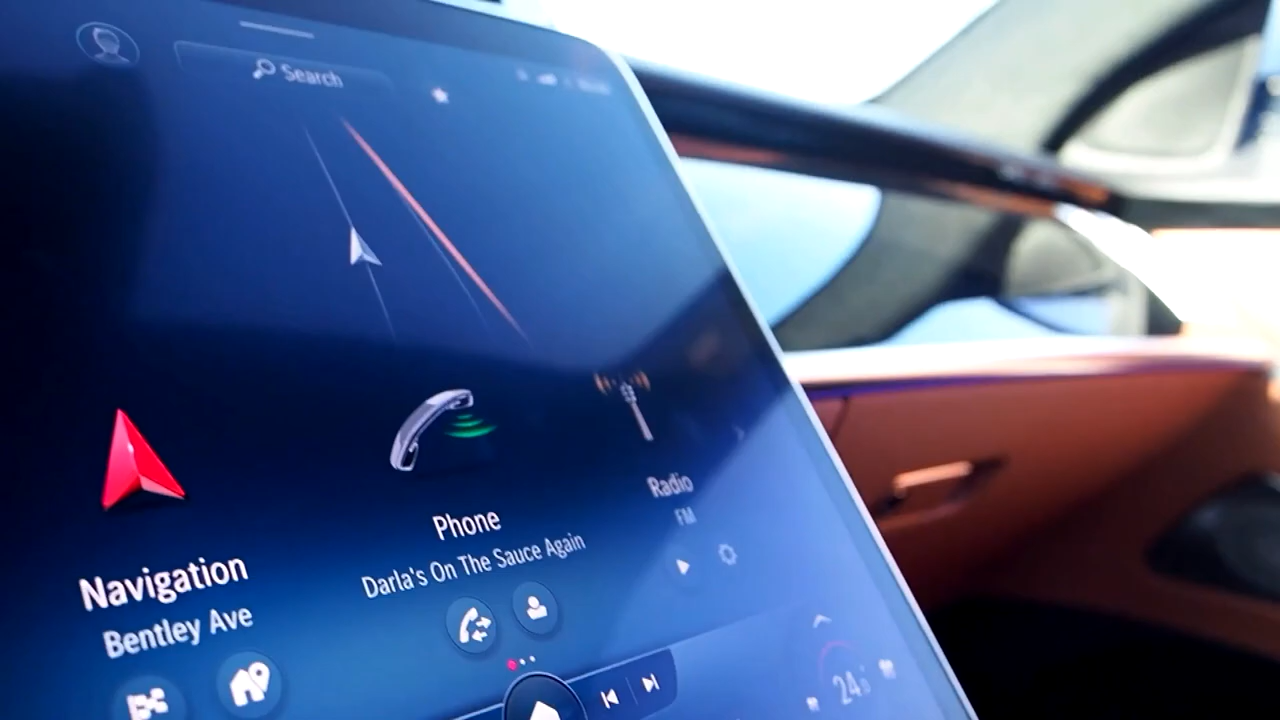 Search
Navigation
Bentley Ave
Phone
Darla's On The Sauce Again
Radio
FM
24